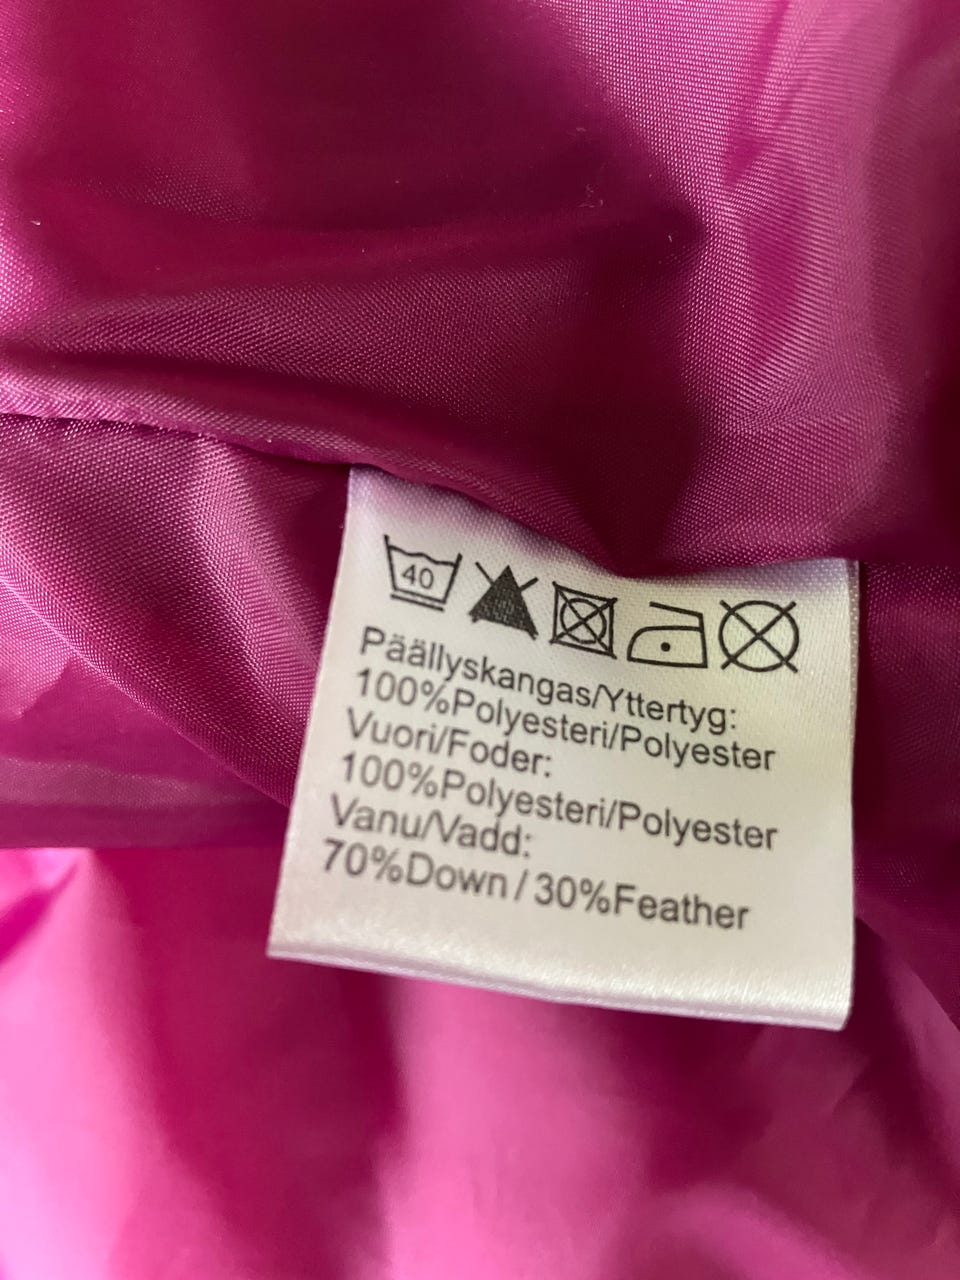 40
Päällyskangas/Yttertyg:
100%Polyesteri/Polyester
Vuori/Foder:
100%Polyesteri/Polyester
Vanu/Vadd:
70%Down / 30%Feather